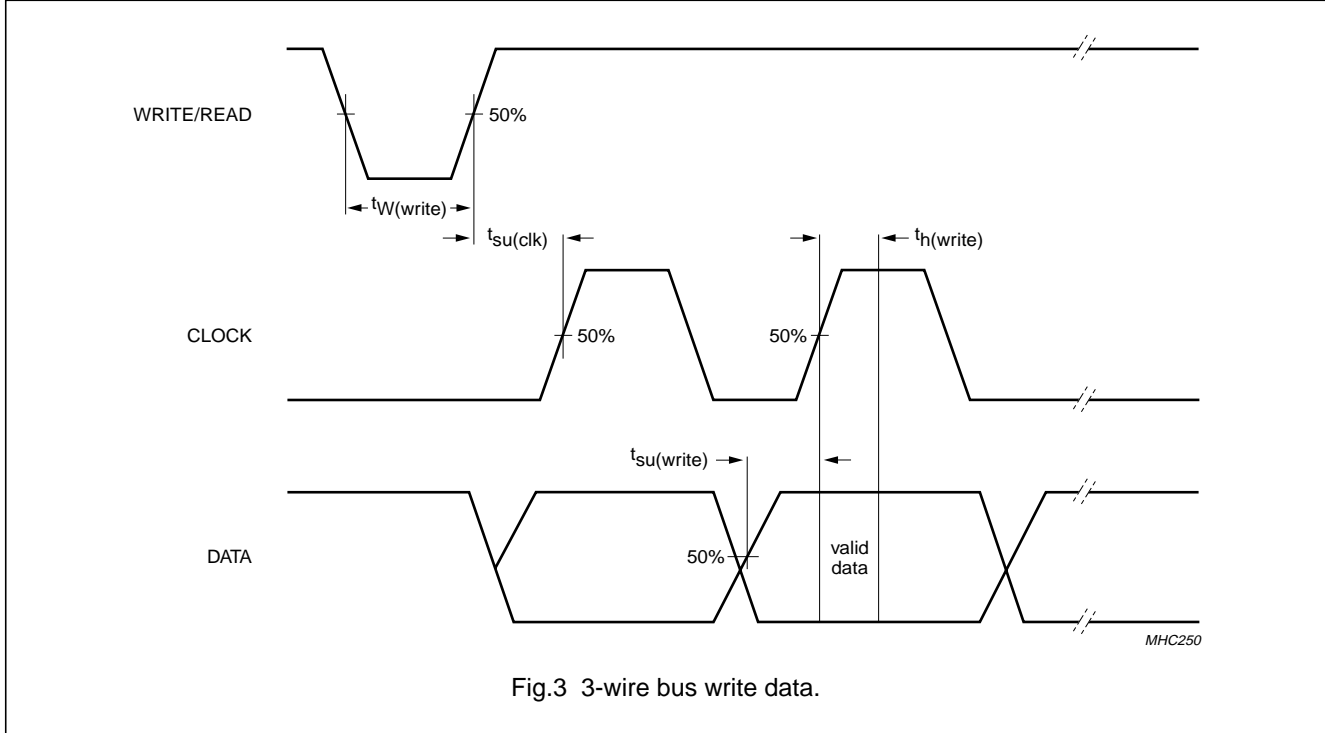 WRITE/READ
50%
tW(write)
tsu(clk)
th(write)
CLOCK
50%
50%
tsu(write)
DATA
50%
valid
data
MHC250
Fig.3 3-wire bus write data.